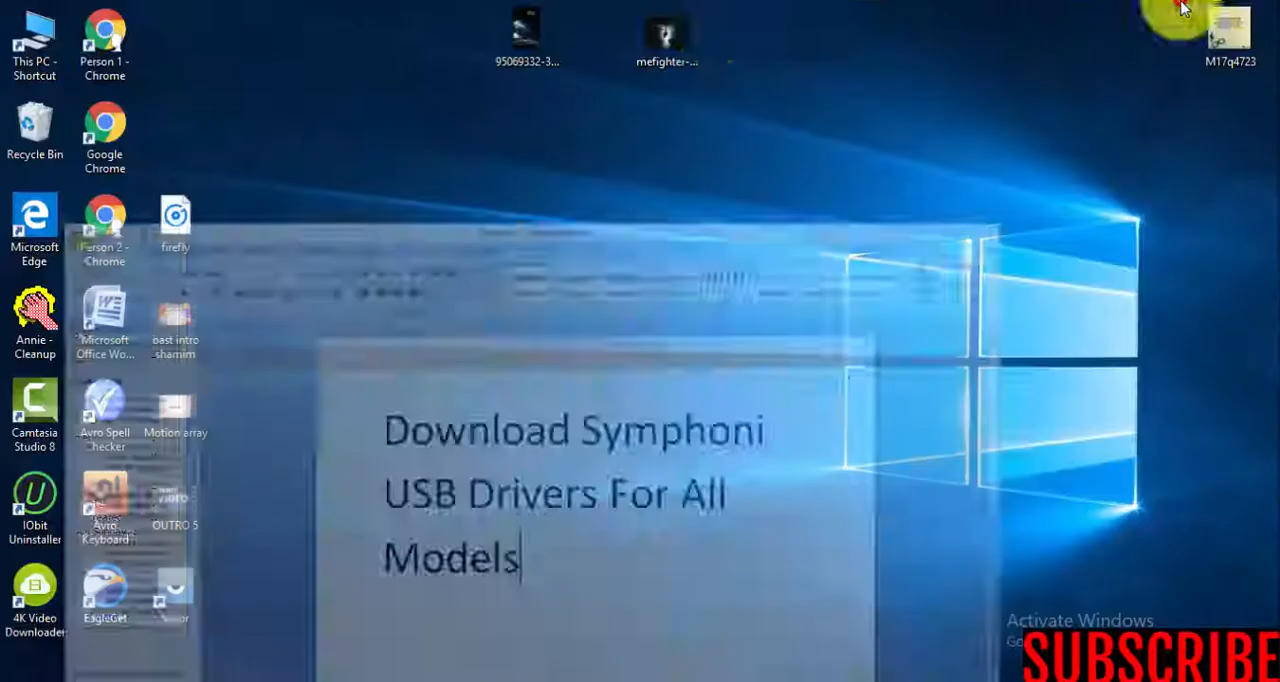 This PC -
Shortcut
Person 1 -
Chrome
95069332-3...
mefighter-...
M17q4723
Recycle Bin
Google
Chrome
Microsoft
Edge
Person 2 -
Chrome
firefly
Annie -
Cleanup
Microsoft
Office Wo...
oast intro
shamim
Camtasia
Studio 8
Avro Spell
Checker
Motion array
IObit
Uninstaller
Avro
Keyboard
OUTRO 5
4K Video
Downloader
EagleGet
Download Symphoni
USB Drivers For All
Models
Activate Windows
SUBSCRIBE